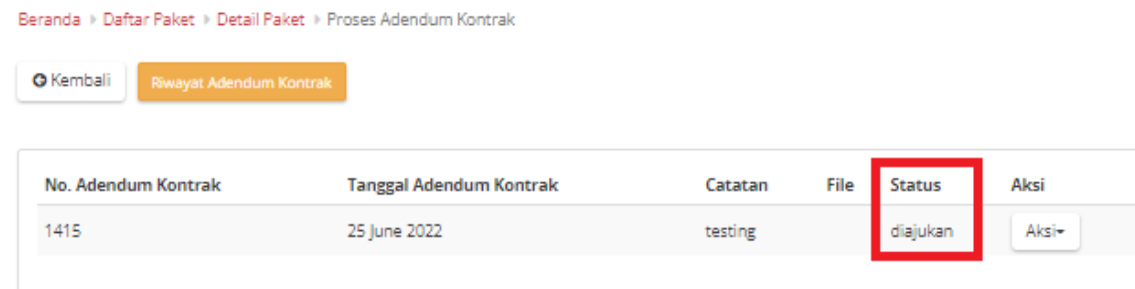 Beranda Daftar Paket Detail Paket Proses Adendum Kontrak
Kembali Riwayat Adendum Kontrak
No. Adendum Kontrak Tanggal Adendum Kontrak Catatan File Status Aksi
1415 25 June 2022 testing diajukan Aksi